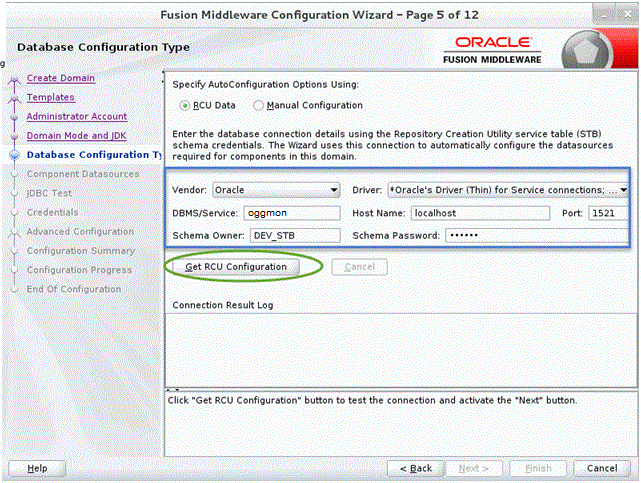 Fusion Middleware Configuration Wizard – Page 5 of 12
Database Configuration Type
ORACLE
FUSION MIDDLEWARE
g
Create Domain
Templates
Administrator Account
Domain Mode and JDK
Database Configuration Ty
Component Datasources
JDBC Test
Credentials
Advanced Configuration
Configuration Summary
Configuration Progress
End Of Configuration
Specify AutoConfiguration Options Using:
RCU Data Manual Configuration
Enter the database connection details using the Repository Creation Utility service table (STB)
schema credentials. The Wizard uses this connection to automatically configure the datasources
required for components in this domain.
Vendor: Oracle Driver: *Oracle's Driver (Thin) for Service connections; ...
DBMS/Service: oggmon Host Name: localhost Port: 1521
Schema Owner: DEV_STB Schema Password: ••••••
Get RCU Configuration Cancel
Connection Result Log
Click "Get RCU Configuration" button to test the connection and activate the "Next" button.
Help < Back Next > Finish Cancel